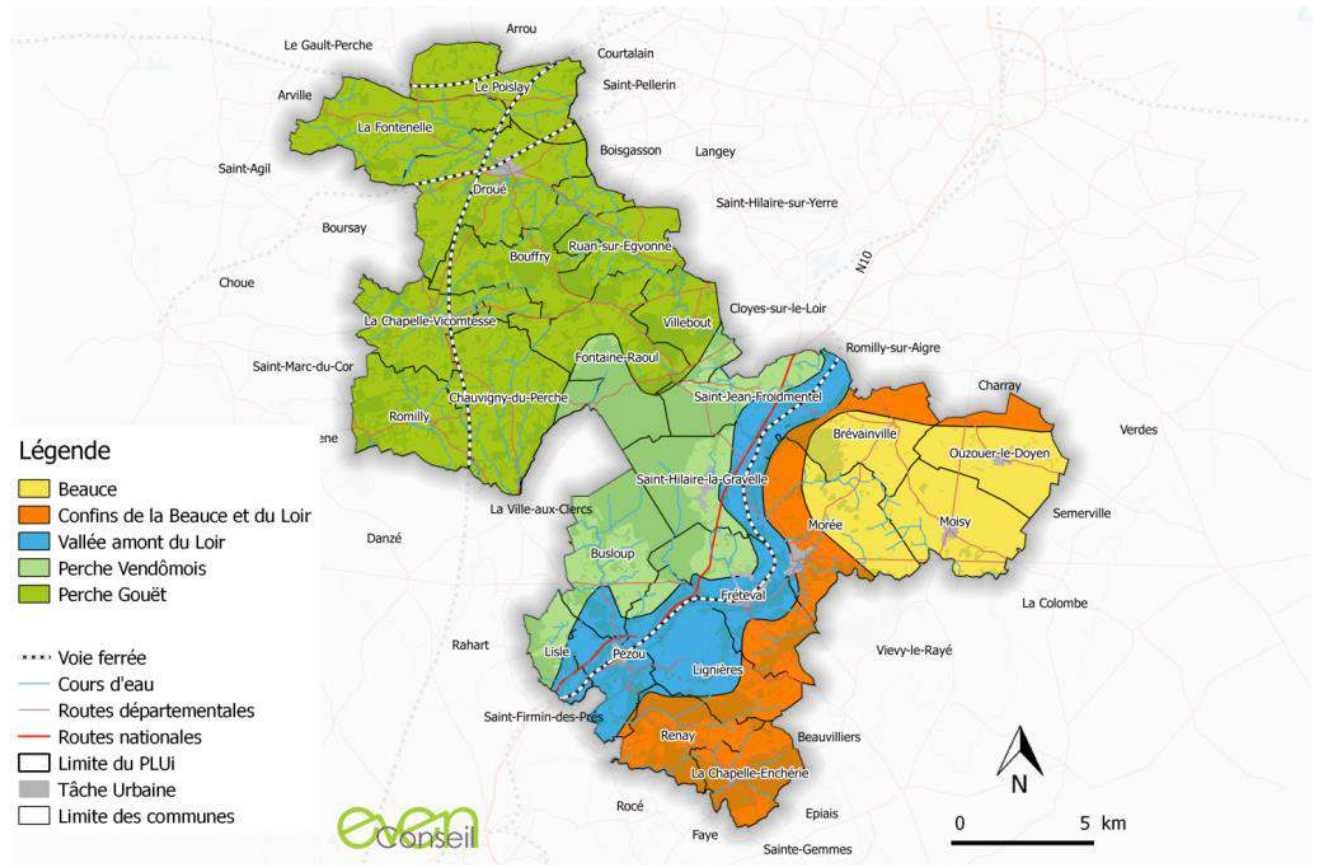 Arrou
Le Gault-Perche
Courtalain
Le Poislay
Saint-Pellerin
Arville
La Fontenelle
Boisgasson
Langey
Saint-Agil
Droué
Saint-Hilaire-sur-Yerre
Boursay
Ruan-sur-Egvonne
Bouffry
N10
Choue
Cloyes-sur-le-Loir
La Chapelle-Vicomtesse
Villebout
Romilly-sur-Aigre
Fontaine-Raoul
Saint-Marc-du-Cor
Charray
Chauvigny-du-Perche
Saint-Jean-Froidmentel
Romilly
Verdes
Brévainville
ene
Ouzouer-le-Doyen
Saint-Hilaire-la-Gravelle
La Ville-aux-Clercs
Semerville
Morée
Moisy
Danzé
Busloup
Fréteval
La Colombe
Rahart
Lisle
Pezou
Vievy-le-Rayé
Lignières
Saint-Firmin-des-Prés
Renay
Beauvilliers
La Chapelle-Enchérie
Rocé
Epiais
Faye
Sainte-Gemmes
Légende
Beauce
Confins de la Beauce et du Loir
Vallée amont du Loir
Perche Vendômois
Perche Gouët
Voie ferrée
Cours d'eau
Routes départementales
Routes nationales
Limite du PLUi
Tâche Urbaine
Limite des communes
even
Conseil
N
0 5 km